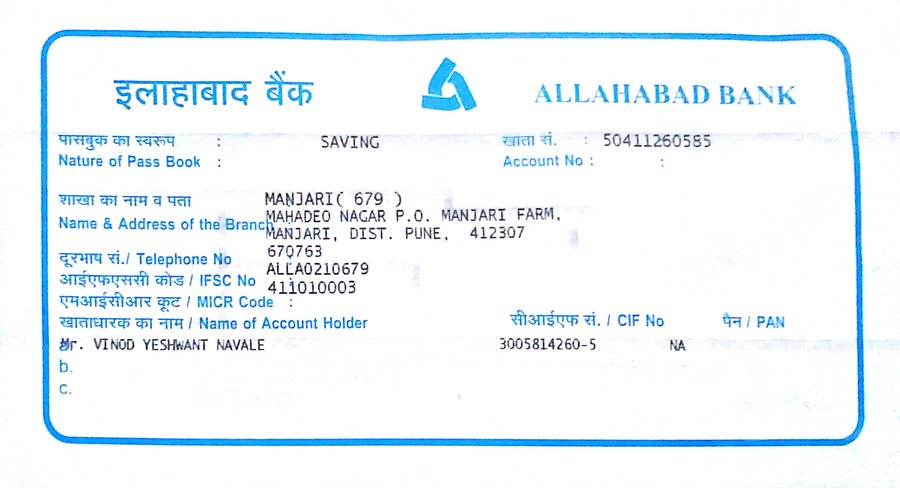 इलाहाबाद बैंक ALLAHABAD BANK
पासबुक का स्वरूप : SAVING खाता सं. : 50411260585
Nature of Pass Book : Account No : :
शाखा का नाम व पता MANJARI( 679 )
Name & Address of the Branch MAHADEO NAGAR P.O. MANJARI FARM,
MANJARI, DIST. PUNE, 412307
दूरभाष सं./ Telephone No 670763
आईएफएससी कोड / IFSC No ALLA0210679
एमआईसीआर कूट / MICR Code : 411010003
खाताधारक का नाम / Name of Account Holder सीआईएफ सं. / CIF No पैन / PAN
Mr. VINOD YESHWANT NAVALE 3005814260-5 NA
b.
c.